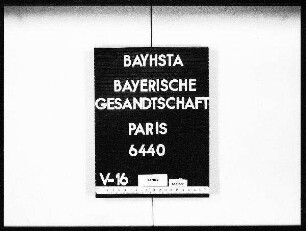 BAYHSTA
BAYERISCHE
GESANDTSCHAFT
PARIS
6440
V-16